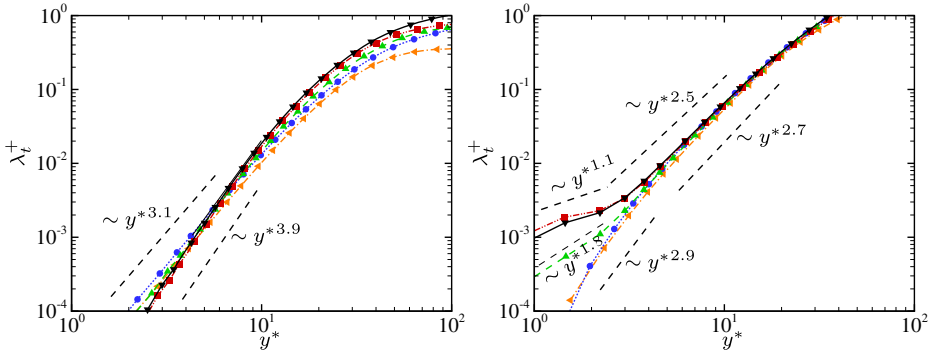 10^0
10^-1
10^-2
10^-3
10^-4
λ_t^+
~ y*^3.1
~ y*^3.9
10^0
10^1
10^2
y*
10^0
10^-1
10^-2
10^-3
10^-4
λ_t^+
~ y*^2.5
~ y*^2.7
~ y*^1.1
~ y*^1.8
~ y*^2.9
10^0
10^1
10^2
y*